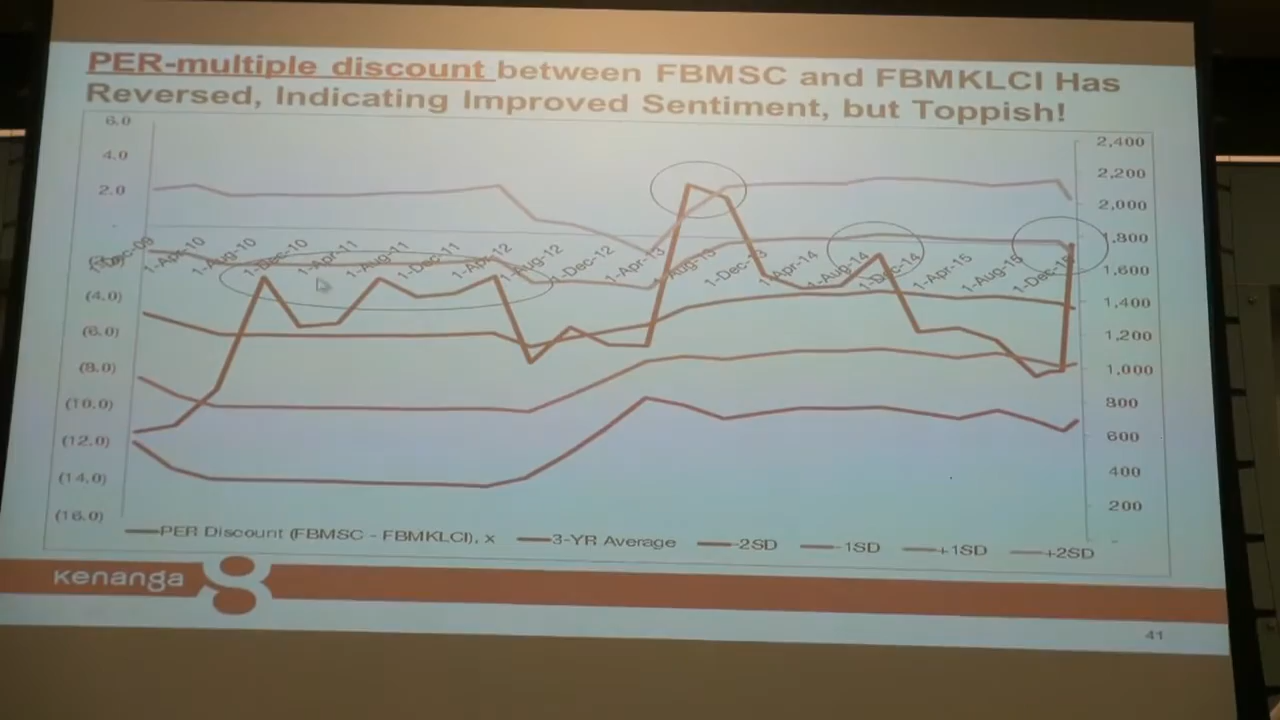 PER-multiple discount between FBMSC and FBMKLCI Has
Reversed, Indicating Improved Sentiment, but Toppish!
6.0
4.0
2.0
(4.0)
(6.0)
(8.0)
(10.0)
(12.0)
(14.0)
(16.0)
2,400
2,200
2,000
1,800
1,600
1,400
1,200
1,000
800
600
400
200
-
1-Dec-09
1-Apr-10
1-Aug-10
1-Dec-10
1-Apr-11
1-Aug-11
1-Dec-11
1-Apr-12
1-Aug-12
1-Dec-12
1-Apr-13
1-Dec-13
1-Apr-14
1-Aug-14
1-Dec-14
1-Apr-15
1-Aug-15
PER Discount (FBMSC - FBMKLCI), x
3-YR Average
-2SD
-1SD
+1SD
+2SD
kenanga
41